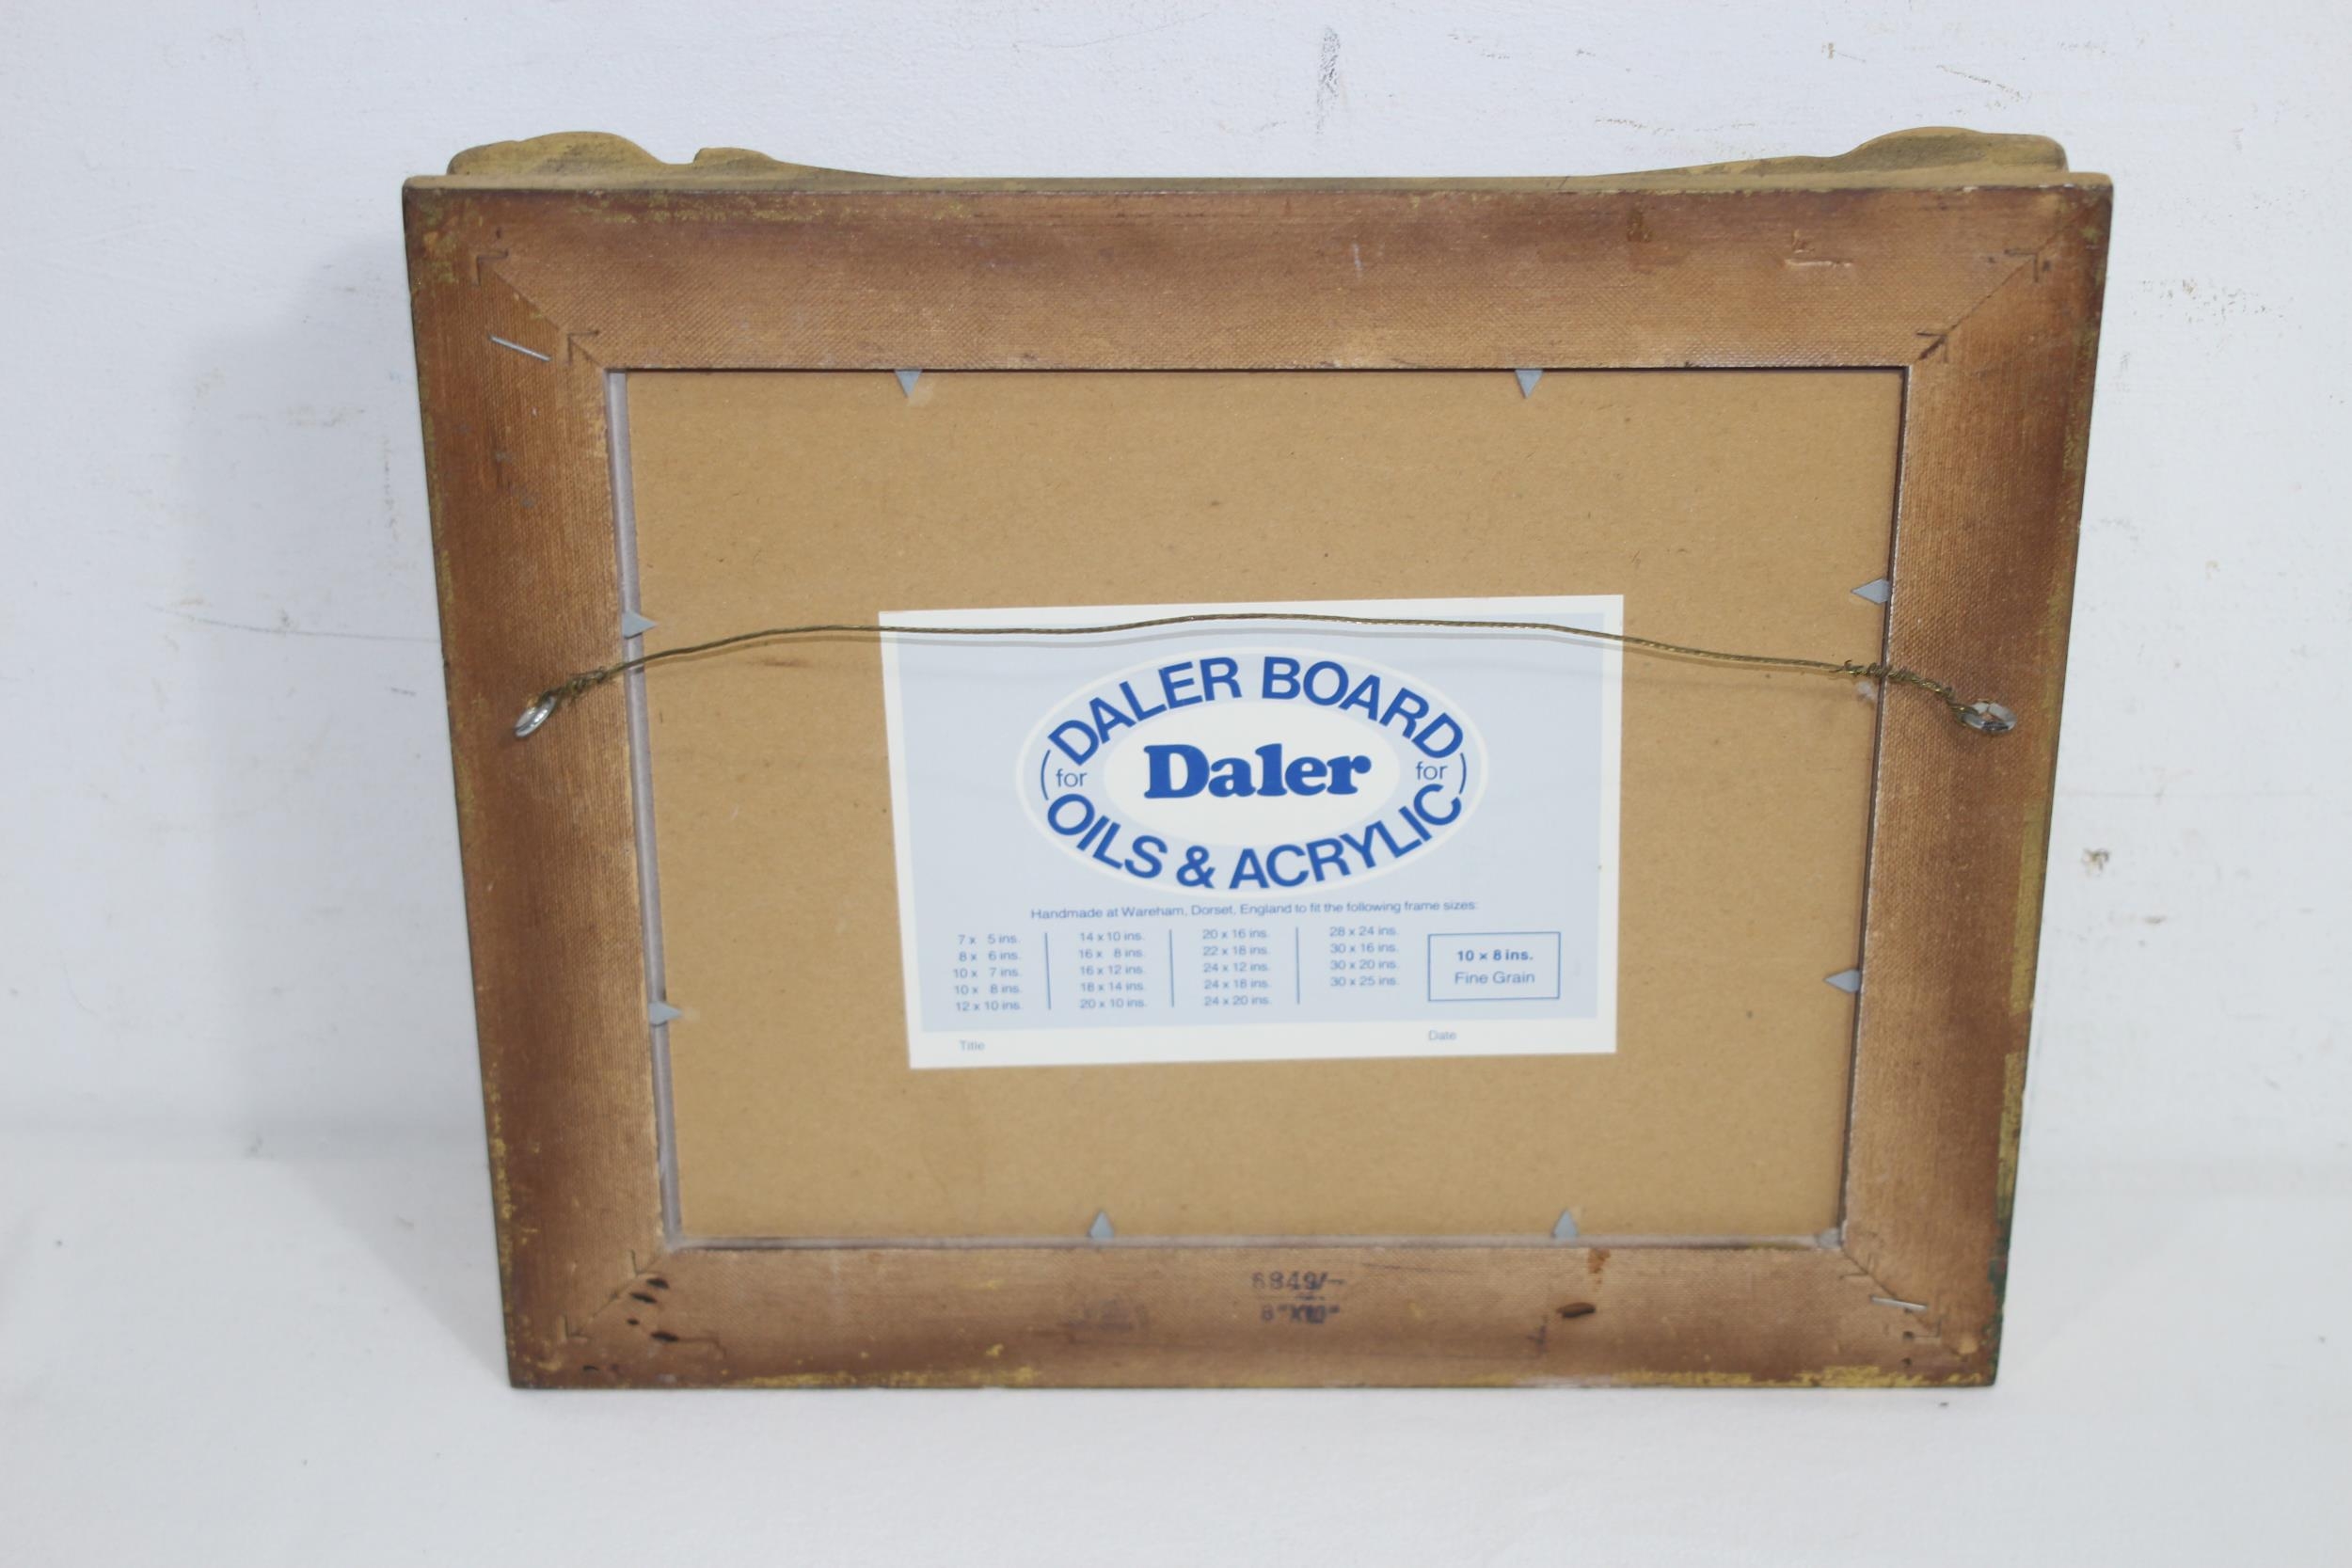 DALER BOARD
for Daler for
OILS & ACRYLIC
Handmade at Wareham, Dorset, England to fit the following frame sizes:
7 x 5 ins.
8 x 6 ins.
10 x 7 ins.
10 x 8 ins.
12 x 10 ins.
14 x 10 ins.
16 x 8 ins.
16 x 12 ins.
18 x 14 ins.
20 x 10 ins.
20 x 16 ins.
22 x 18 ins.
24 x 12 ins.
24 x 18 ins.
24 x 20 ins.
28 x 24 ins.
30 x 16 ins.
30 x 20 ins.
30 x 25 ins.
10 x 8 ins.
Fine Grain
Title Date